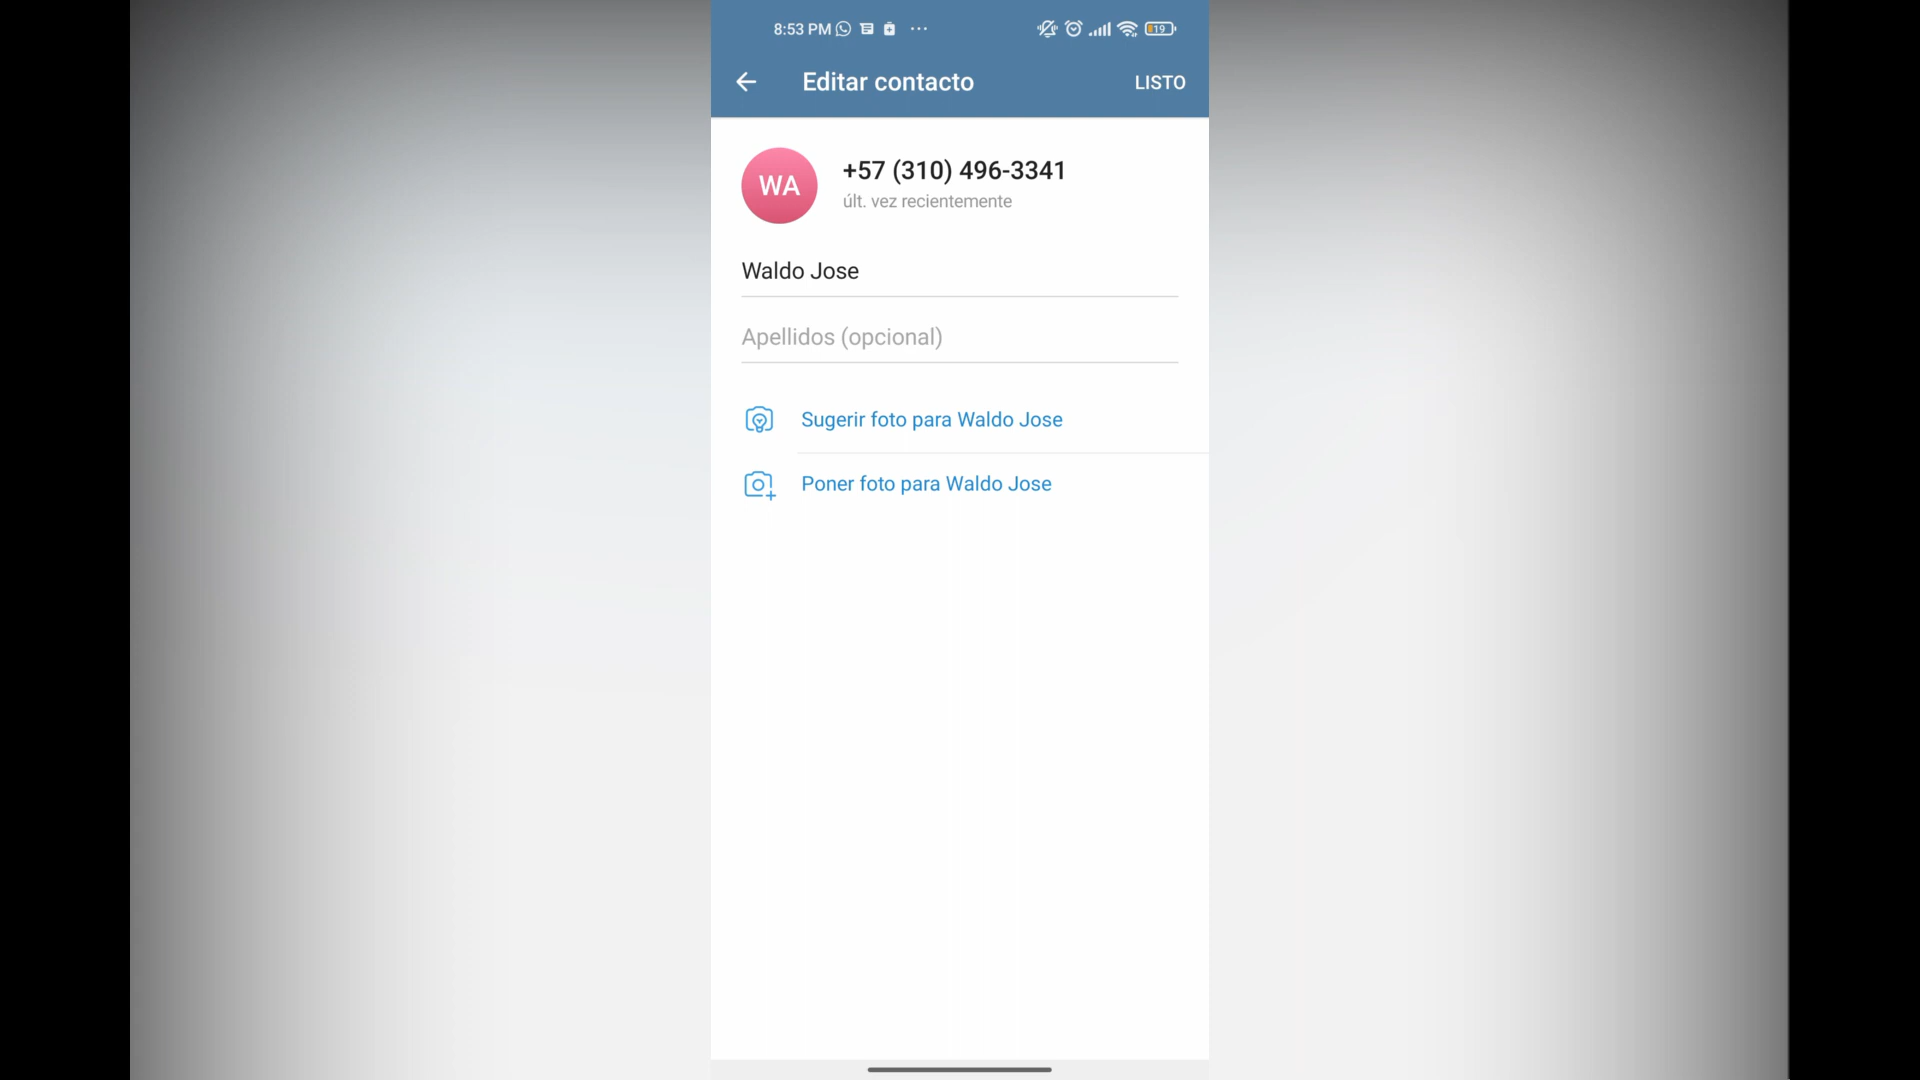 8:53 PM ... 19
Editar contacto
LISTO
WA
+57 (310) 496-3341
últ. vez recientemente
Waldo Jose
Apellidos (opcional)
Sugerir foto para Waldo Jose
Poner foto para Waldo Jose